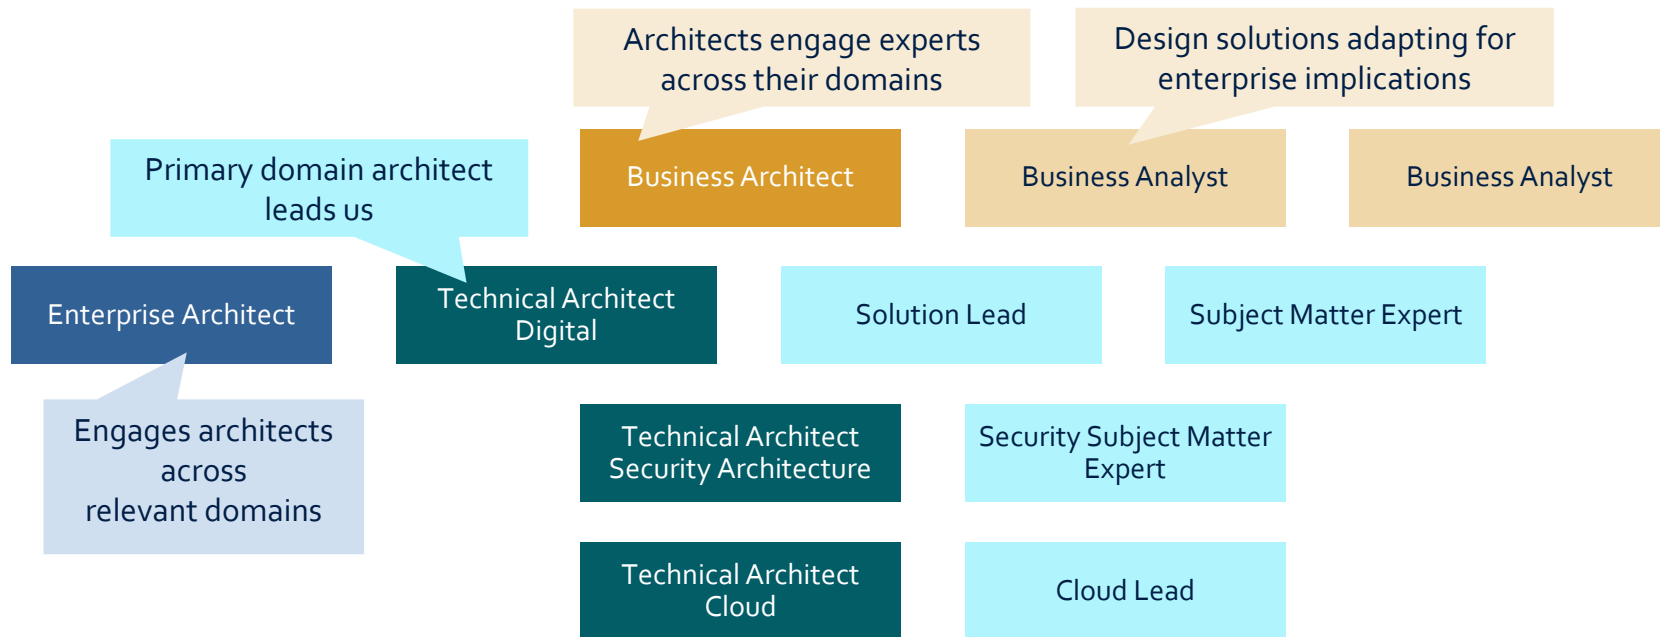 Architects engage experts
across their domains
Design solutions adapting for
enterprise implications
Primary domain architect
leads us
Business Architect
Business Analyst
Business Analyst
Enterprise Architect
Technical Architect
Digital
Solution Lead
Subject Matter Expert
Engages architects
across
relevant domains
Technical Architect
Security Architecture
Security Subject Matter
Expert
Technical Architect
Cloud
Cloud Lead